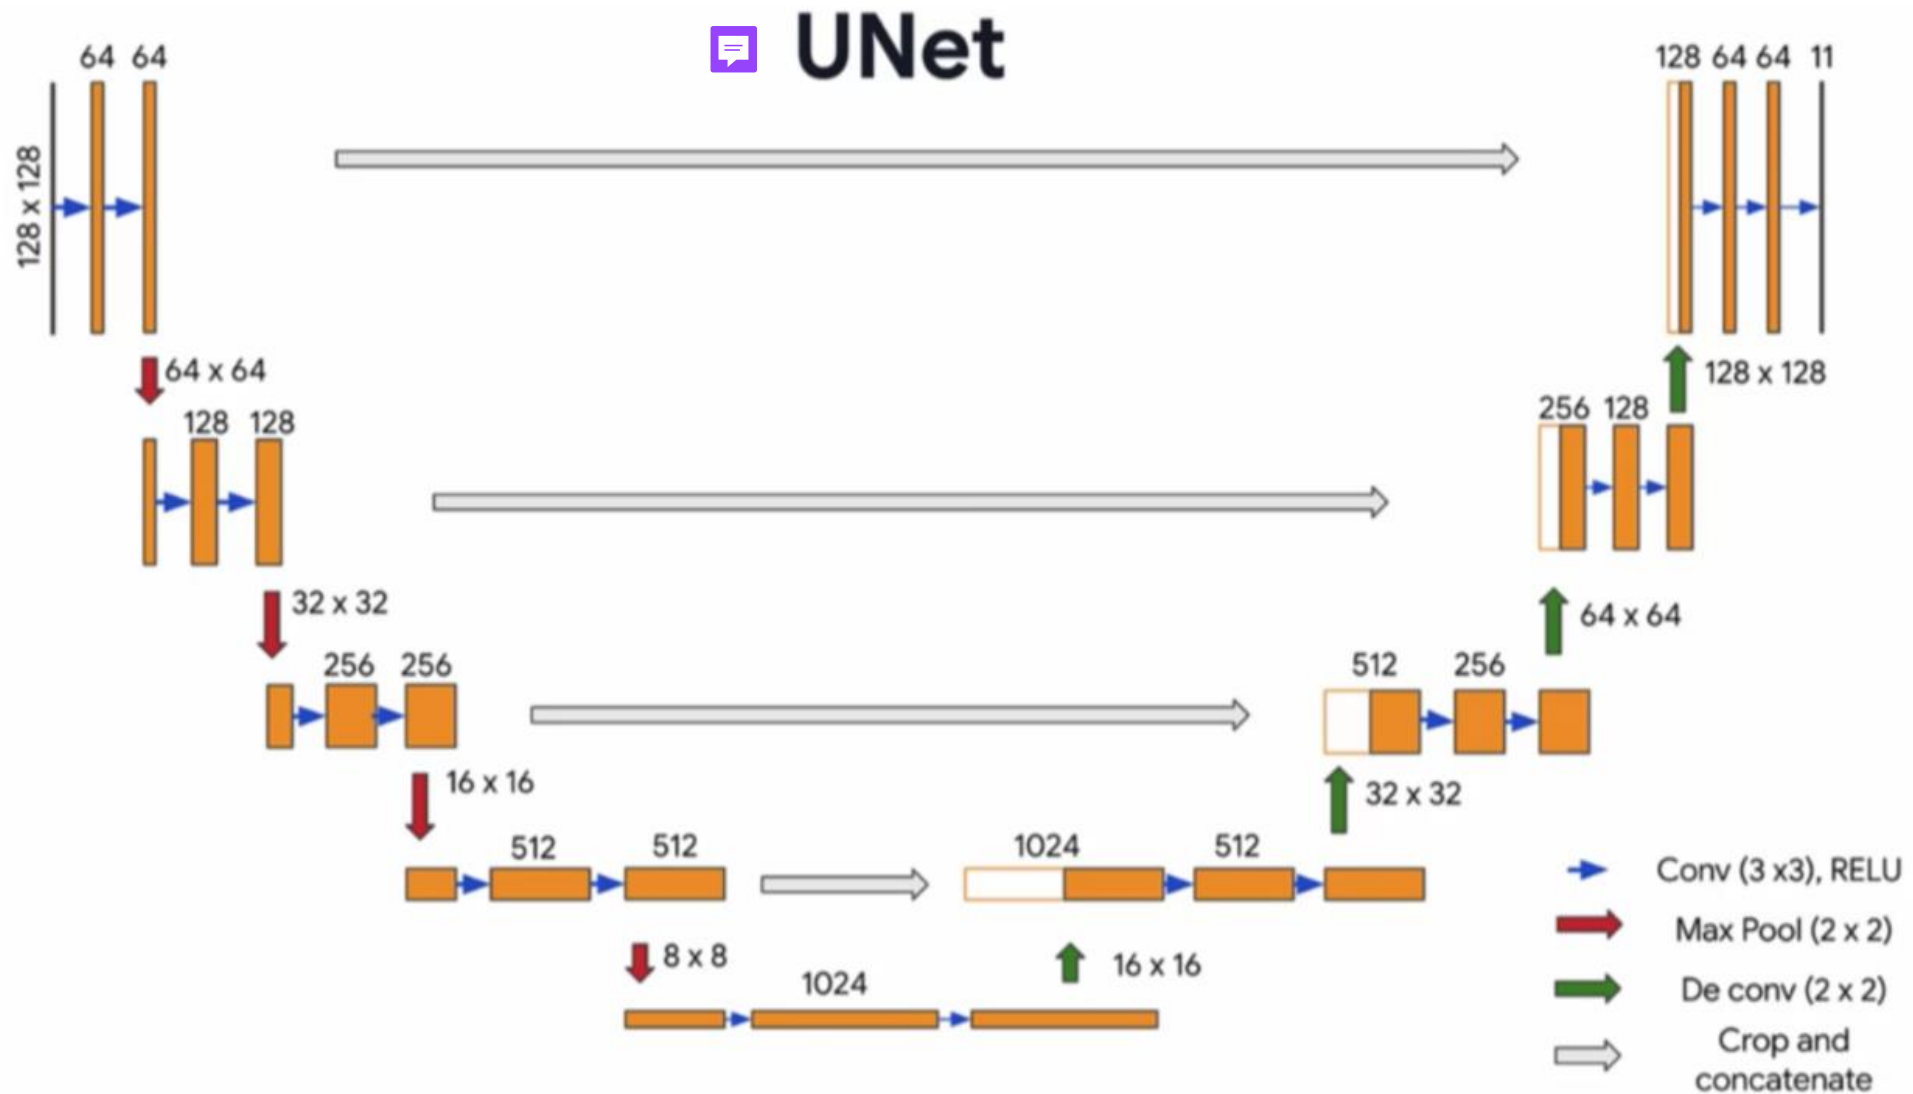 UNet
64 64
128 64 64 11
128 x 128
64 x 64
128 x 128
128 128
256 128
32 x 32
64 x 64
256 256
512 256
16 x 16
32 x 32
512 512
1024 512
8 x 8
16 x 16
1024
Conv (3 x3), RELU
Max Pool (2 x 2)
De conv (2 x 2)
Crop and
concatenate